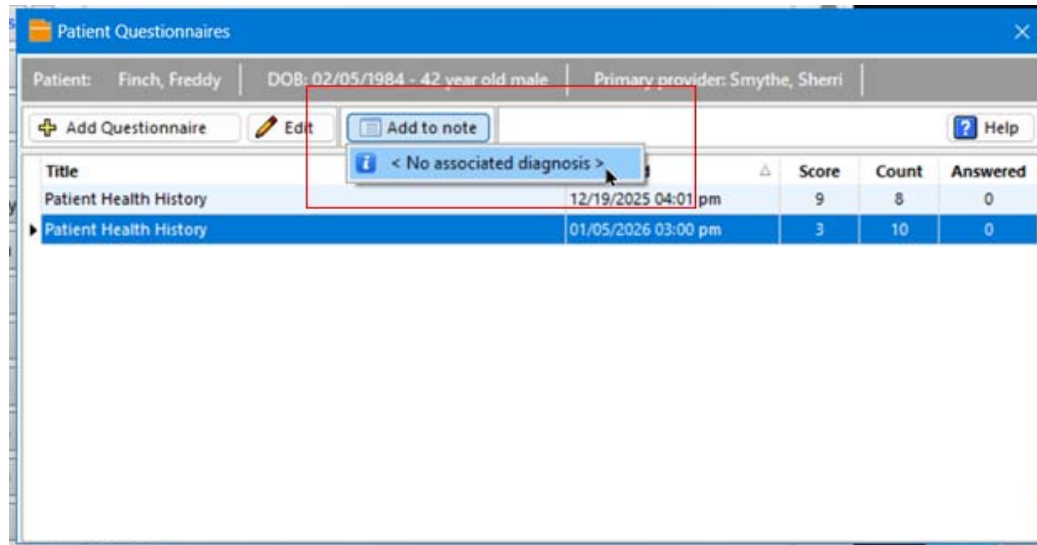 Patient Questionnaires
Patient: Finch, Freddy DOB: 02/05/1984 - 42 year old male Primary provider: Smythe, Sherri
Add Questionnaire Edit Add to note Help
< No associated diagnosis >
Title Score Count Answered
Patient Health History 12/19/2025 04:01 pm 9 8 0
Patient Health History 01/05/2026 03:00 pm 3 10 0